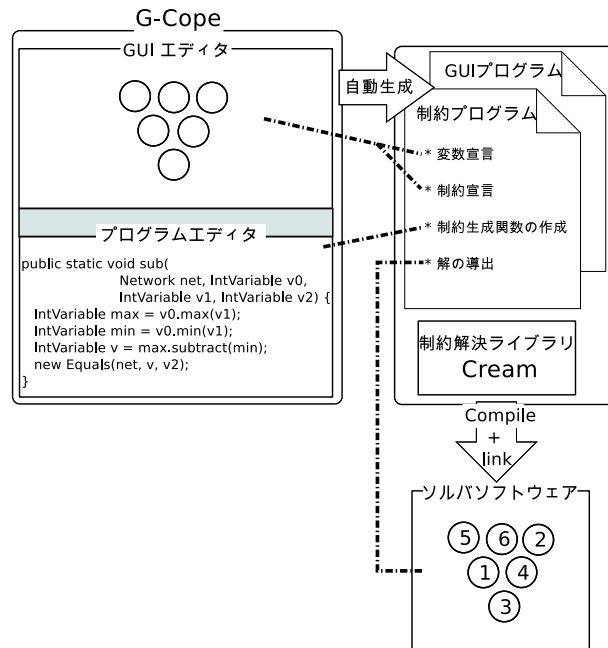 G-Cope
GUI エディタ
プログラムエディタ
public static void sub(
Network net, IntVariable v0,
IntVariable v1, IntVariable v2) {
IntVariable max = v0.max(v1);
IntVariable min = v0.min(v1);
IntVariable v = max.subtract(min);
new Equals(net, v, v2);
}
自動生成
GUIプログラム
制約プログラム
* 変数宣言
* 制約宣言
* 制約生成関数の作成
* 解の導出
制約解決ライブラリ
Cream
Compile
+
link
ソルバソフトウェア
5 6 2
1 4
3